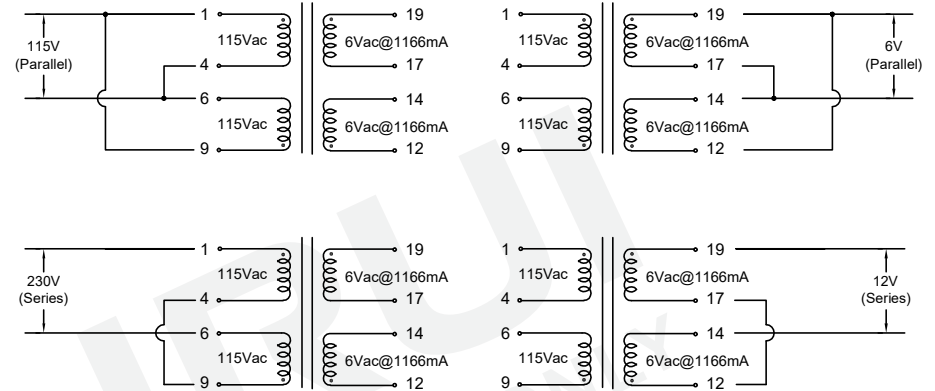 1 19 1 19
115V 115Vac 6Vac@1166mA 115Vac 6Vac@1166mA 6V
(Parallel) (Parallel)
4 17 4 17
6 14 6 14
115Vac 6Vac@1166mA 115Vac 6Vac@1166mA
9 12 9 12
1 19 1 19
230V 115Vac 6Vac@1166mA 115Vac 6Vac@1166mA 12V
(Series) (Series)
4 17 4 17
6 14 6 14
115Vac 6Vac@1166mA 115Vac 6Vac@1166mA
9 12 9 12